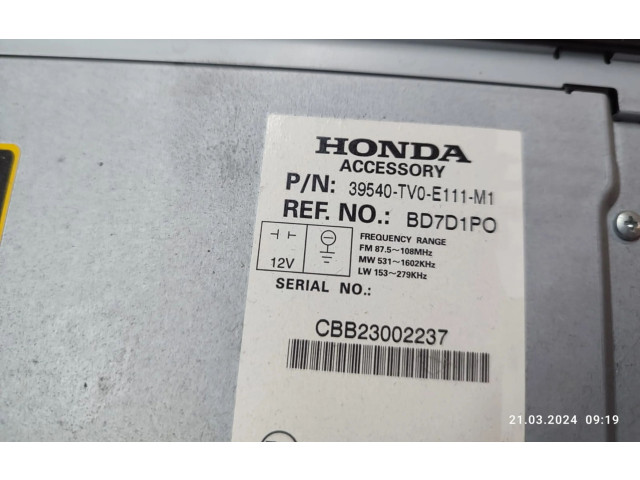 HONDA
ACCESSORY
P/N: 39540-TV0-E111-M1
REF. NO.: BD7D1PO
12V
FREQUENCY RANGE
FM 87.5~108MHz
MW 531~1602KHz
LW 153~279KHz
SERIAL NO.:
CBB23002237
21.03.2024 09:19